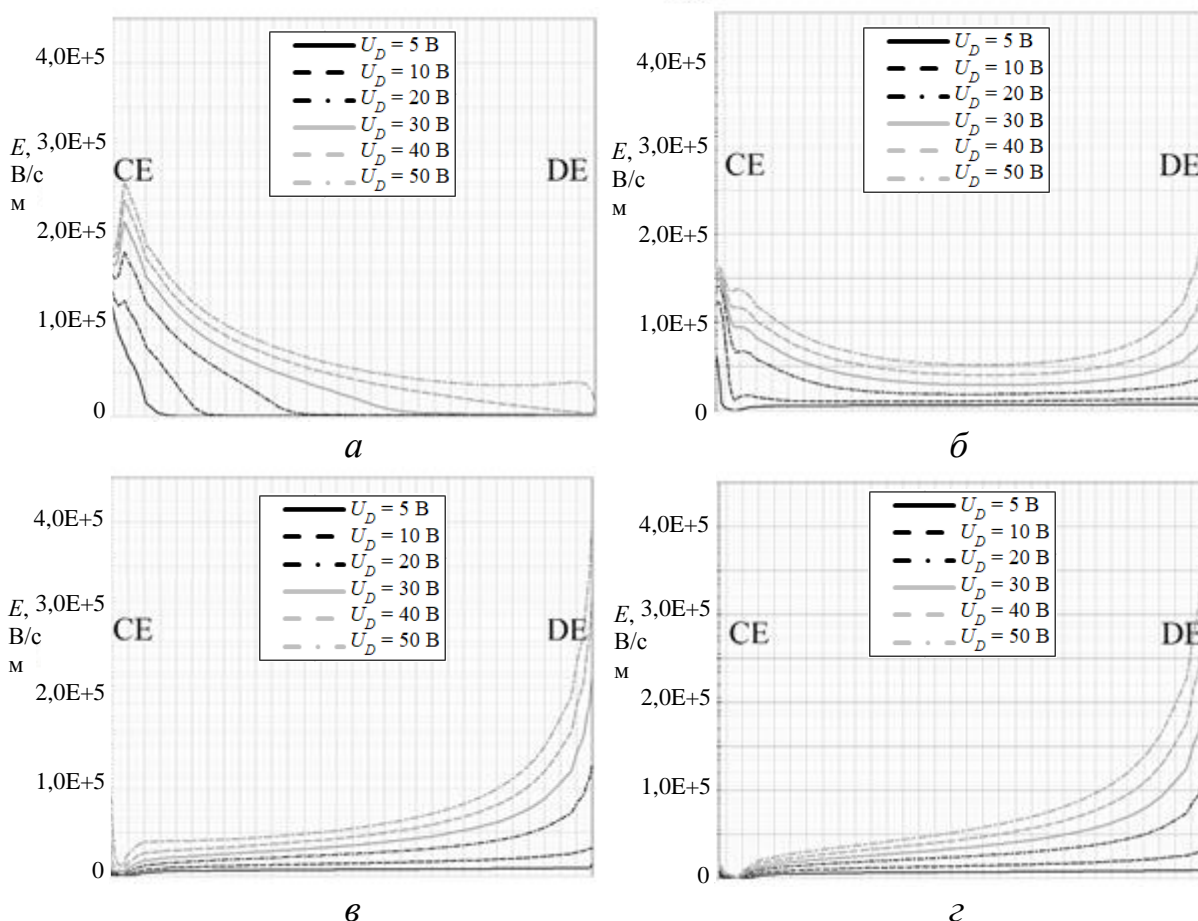 4,0E+5
3,0E+5
E,
В/с
м
2,0E+5
1,0E+5
0
CE
DE
U_D = 5 В
U_D = 10 В
U_D = 20 В
U_D = 30 В
U_D = 40 В
U_D = 50 В
а
4,0E+5
3,0E+5
E,
В/с
м
2,0E+5
1,0E+5
0
CE
DE
U_D = 5 В
U_D = 10 В
U_D = 20 В
U_D = 30 В
U_D = 40 В
U_D = 50 В
б
4,0E+5
3,0E+5
E,
В/с
м
2,0E+5
1,0E+5
0
CE
DE
U_D = 5 В
U_D = 10 В
U_D = 20 В
U_D = 30 В
U_D = 40 В
U_D = 50 В
в
4,0E+5
3,0E+5
E,
В/с
м
2,0E+5
1,0E+5
0
CE
DE
U_D = 5 В
U_D = 10 В
U_D = 20 В
U_D = 30 В
U_D = 40 В
U_D = 50 В
г